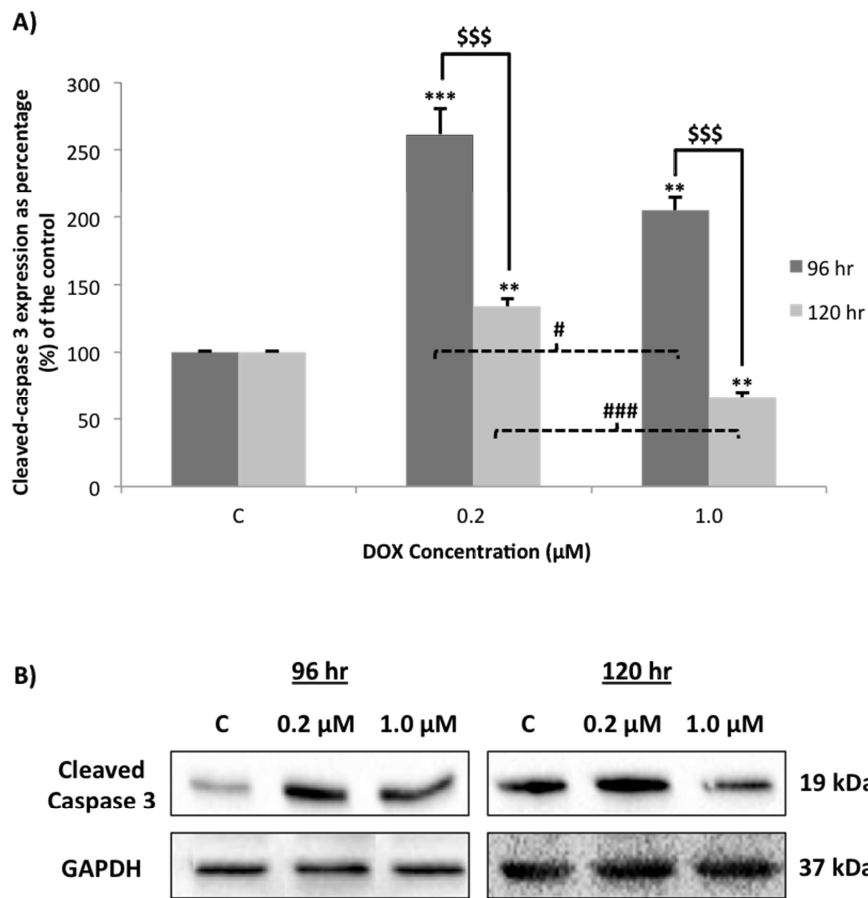 A)
Cleaved-caspase 3 expression as percentage
(%) of the control
300
250
200
150
100
50
0
$$$
***
**
$$$
**
**
#
###
96 hr
120 hr
C 0.2 1.0
DOX Concentration (μM)
B)
96 hr 120 hr
C 0.2 μM 1.0 μM C 0.2 μM 1.0 μM
Cleaved
Caspase 3
19 kDa
GAPDH 37 kDa